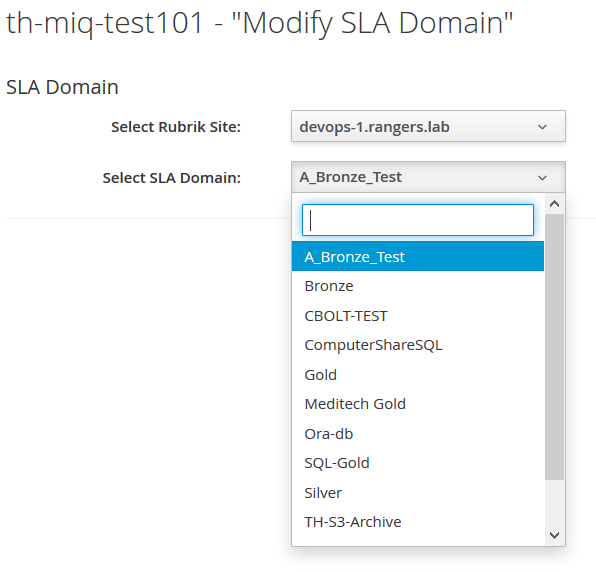 th-miq-test101 - "Modify SLA Domain"
SLA Domain
Select Rubrik Site: devops-1.rangers.lab
Select SLA Domain: A_Bronze_Test
A_Bronze_Test
Bronze
CBOLT-TEST
ComputerShareSQL
Gold
Meditech Gold
Ora-db
SQL-Gold
Silver
TH-S3-Archive